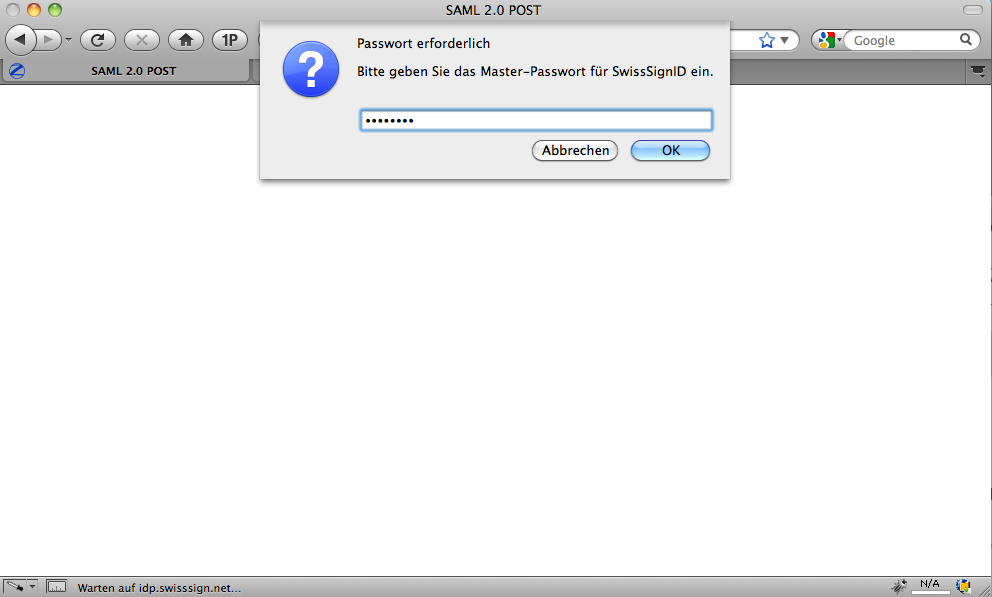 SAML 2.0 POST
1P
Google
SAML 2.0 POST
Passwort erforderlich
Bitte geben Sie das Master-Passwort für SwissSignID ein.
••••••••
Abbrechen
OK
Warten auf idp.swisssign.net...
N/A